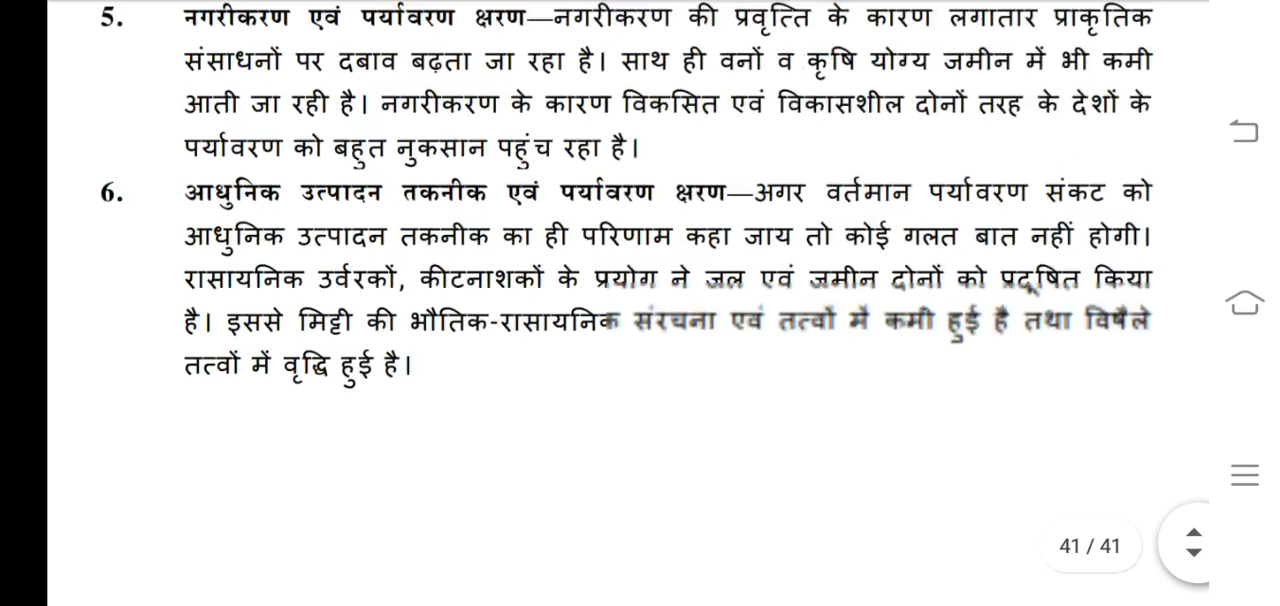 5. नगरीकरण एवं पर्यावरण क्षरण—नगरीकरण की प्रवृत्ति के कारण लगातार प्राकृतिक
संसाधनों पर दबाव बढ़ता जा रहा है। साथ ही वनों व कृषि योग्य जमीन में भी कमी
आती जा रही है। नगरीकरण के कारण विकसित एवं विकासशील दोनों तरह के देशों के
पर्यावरण को बहुत नुकसान पहुंच रहा है।
6. आधुनिक उत्पादन तकनीक एवं पर्यावरण क्षरण—अगर वर्तमान पर्यावरण संकट को
आधुनिक उत्पादन तकनीक का ही परिणाम कहा जाय तो कोई गलत बात नहीं होगी।
रासायनिक उर्वरकों, कीटनाशकों के प्रयोग ने जल एवं जमीन दोनों को प्रदूषित किया
है। इससे मिट्टी की भौतिक-रासायनिक संरचना एवं तत्वों में कमी हुई है तथा विषैले
तत्वों में वृद्धि हुई है।
41 / 41